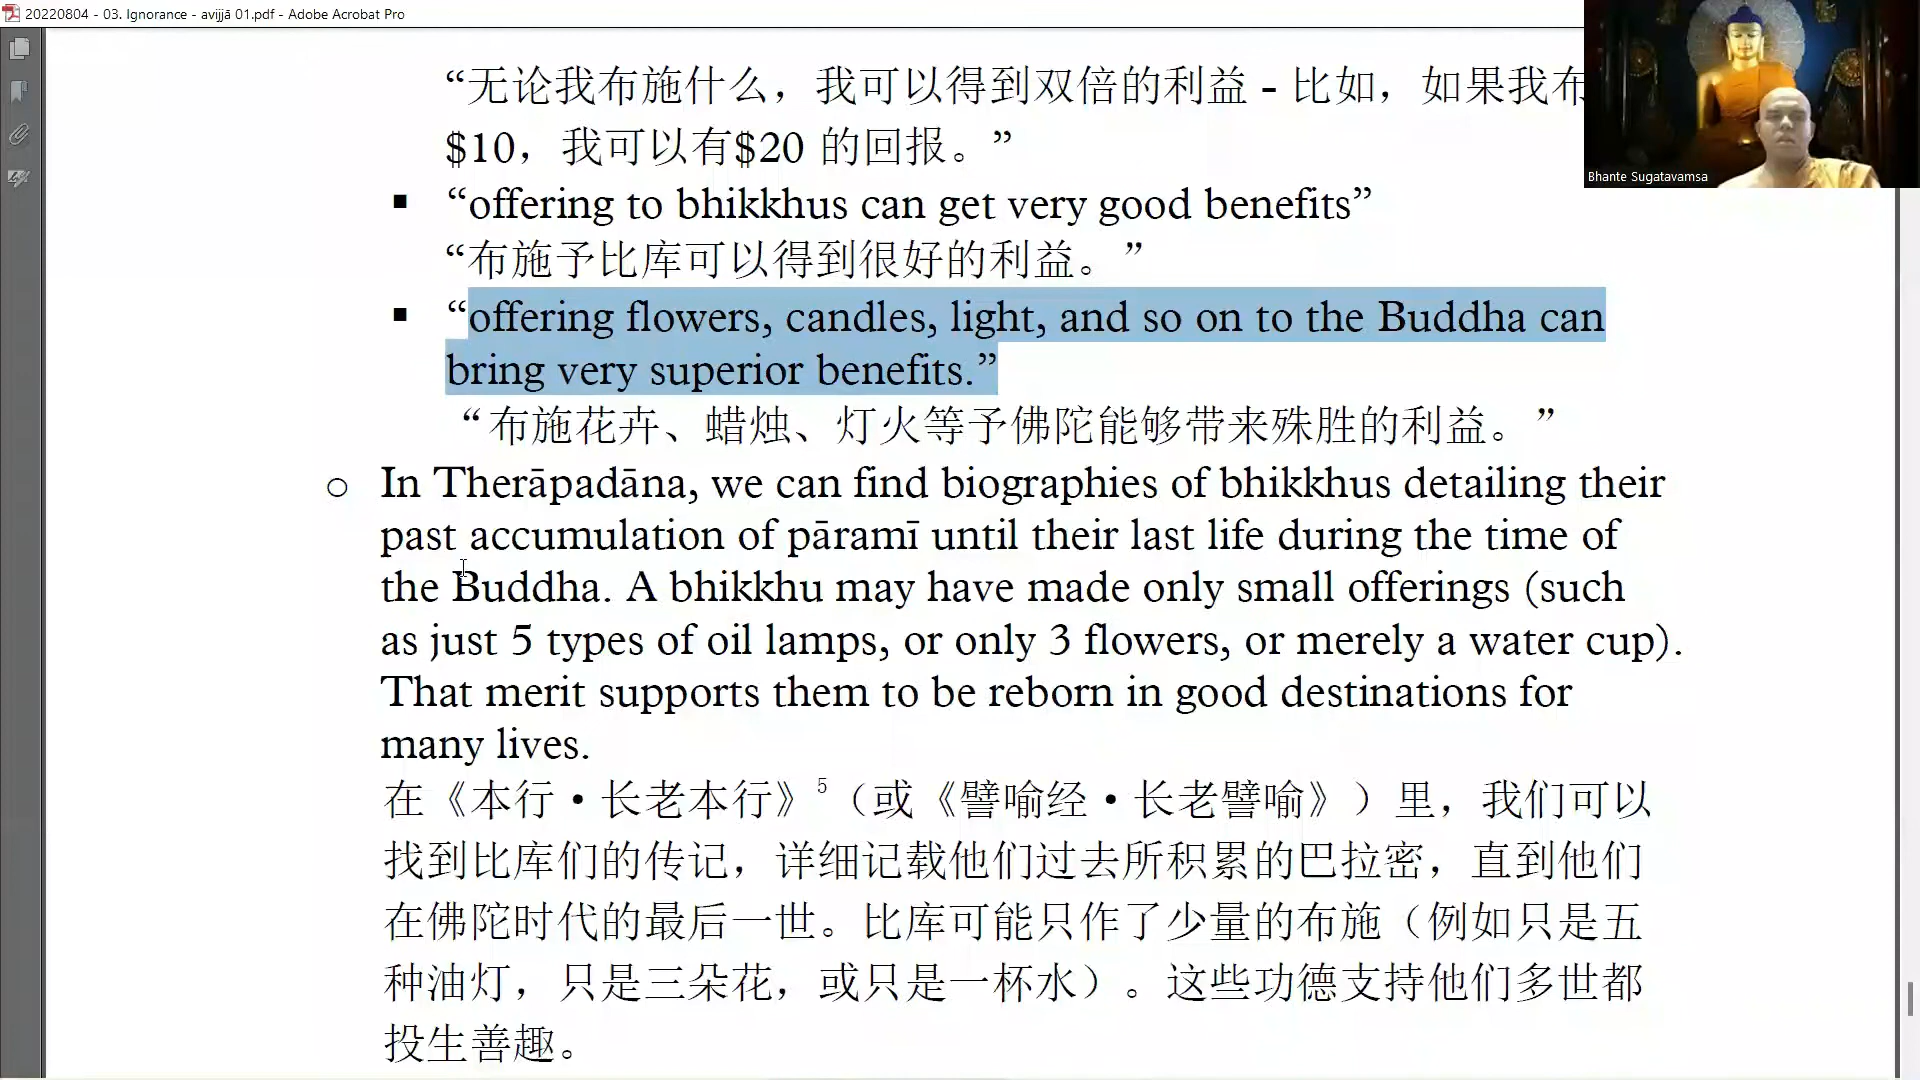 20220804 - 03. Ignorance - avijjā 01.pdf - Adobe Acrobat Pro
“无论我布施什么，我可以得到双倍的利益 - 比如，如果我布
$10，我可以有$20 的回报。”
Bhante Sugatavamsa
▪ “offering to bhikkhus can get very good benefits”
“布施予比库可以得到很好的利益。”
▪ “offering flowers, candles, light, and so on to the Buddha can
bring very superior benefits.”
“布施花卉、蜡烛、灯火等予佛陀能够带来殊胜的利益。”
o In Therāpadāna, we can find biographies of bhikkhus detailing their
past accumulation of pāramī until their last life during the time of
the Buddha. A bhikkhu may have made only small offerings (such
as just 5 types of oil lamps, or only 3 flowers, or merely a water cup).
That merit supports them to be reborn in good destinations for
many lives.
在《本行•长老本行》5（或《譬喻经•长老譬喻》）里，我们可以
找到比库们的传记，详细记载他们过去所积累的巴拉密，直到他们
在佛陀时代的最后一世。比库可能只作了少量的布施（例如只是五
种油灯，只是三朵花，或只是一杯水）。这些功德支持他们多世都
投生善趣。